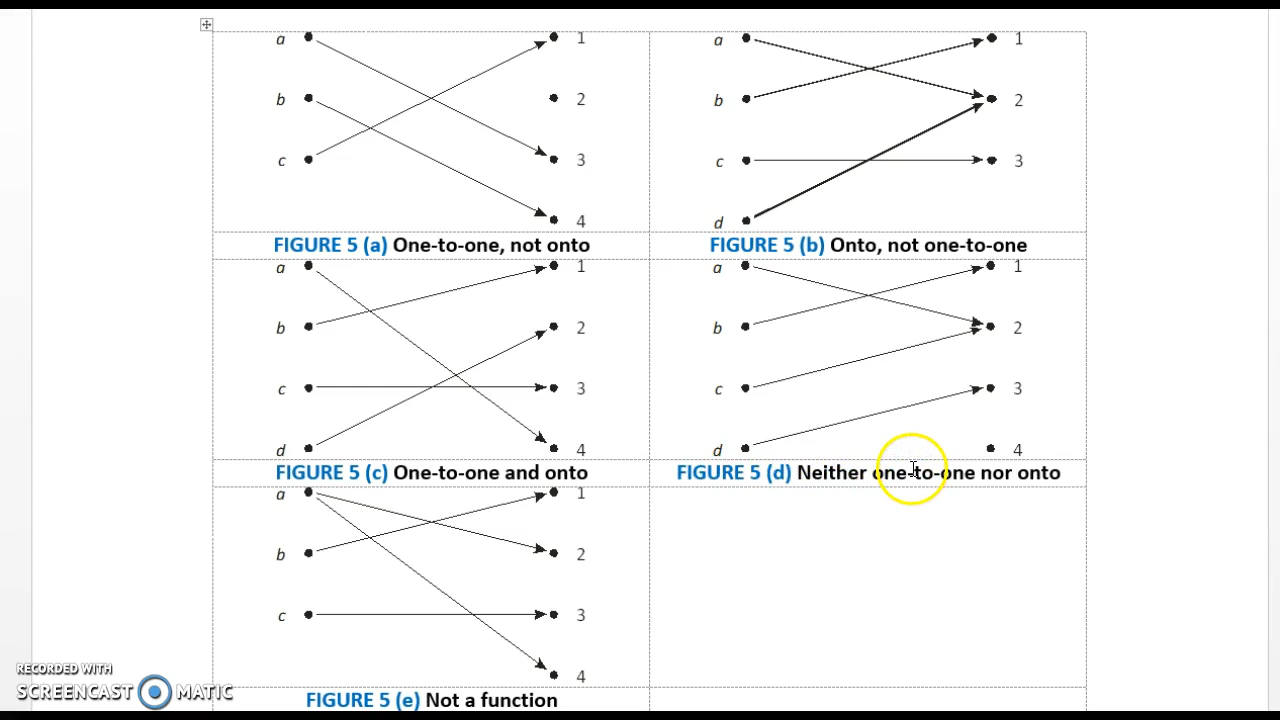 a 1
b 2
c 3
4
FIGURE 5 (a) One-to-one, not onto
a 1
b 2
c 3
d
FIGURE 5 (b) Onto, not one-to-one
a 1
b 2
c 3
d 4
FIGURE 5 (c) One-to-one and onto
a 1
b 2
c 3
d 4
FIGURE 5 (d) Neither one-to-one nor onto
a 1
b 2
c 3
4
FIGURE 5 (e) Not a function
RECORDED WITH
SCREENCAST MATIC